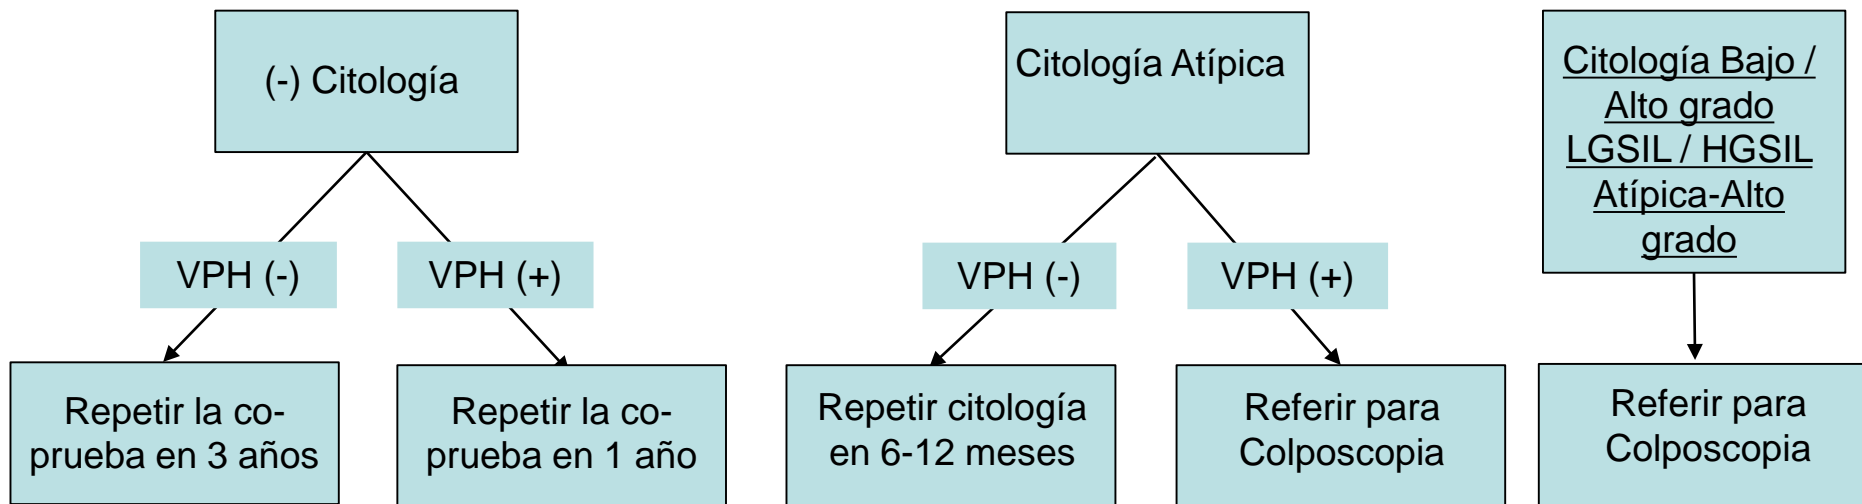 (-) Citología
Citología Atípica
Citología Bajo /
Alto grado
LGSIL / HGSIL
Atípica-Alto
grado
VPH (-)
VPH (+)
VPH (-)
VPH (+)
Repetir la co-
prueba en 3 años
Repetir la co-
prueba en 1 año
Repetir citología
en 6-12 meses
Referir para
Colposcopia
Referir para
Colposcopia